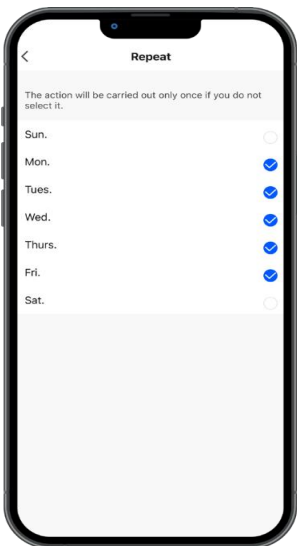 Repeat
The action will be carried out only once if you do not
select it.
Sun.
Mon.
Tues.
Wed.
Thurs.
Fri.
Sat.